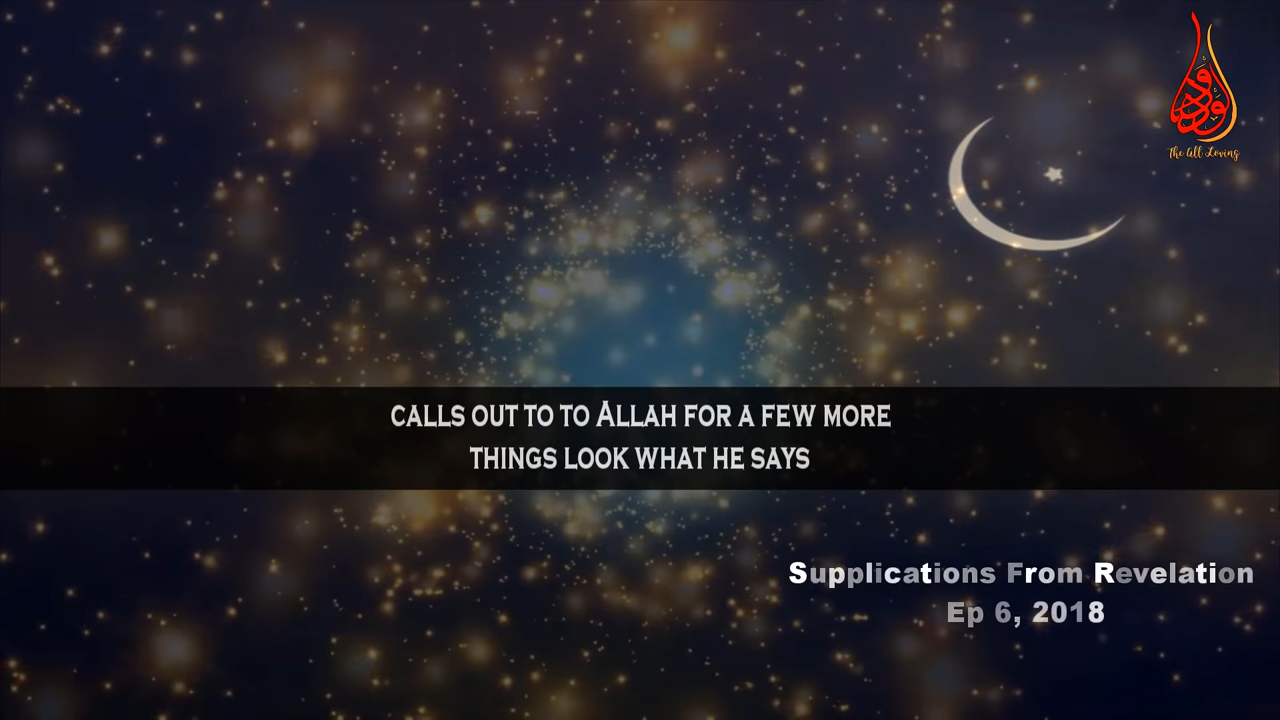 الودود
The All Loving
CALLS OUT TO TO ALLAH FOR A FEW MORE
THINGS LOOK WHAT HE SAYS
Supplications From Revelation
Ep 6, 2018